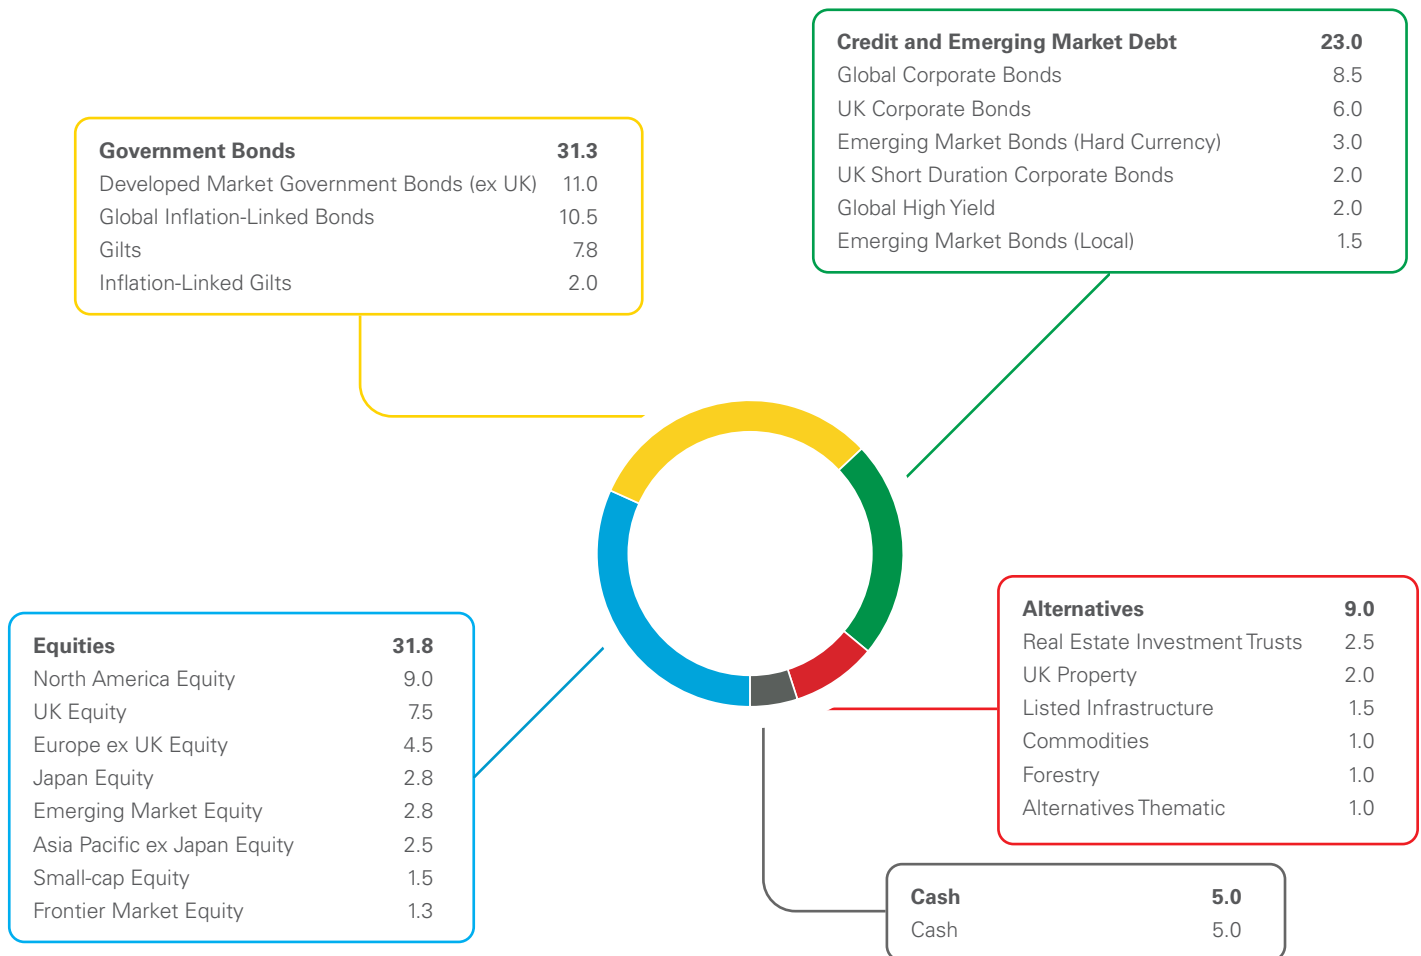 Credit and Emerging Market Debt 23.0
Global Corporate Bonds 8.5
UK Corporate Bonds 6.0
Emerging Market Bonds (Hard Currency) 3.0
UK Short Duration Corporate Bonds 2.0
Global High Yield 2.0
Emerging Market Bonds (Local) 1.5
Government Bonds 31.3
Developed Market Government Bonds (ex UK) 11.0
Global Inflation-Linked Bonds 10.5
Gilts 7.8
Inflation-Linked Gilts 2.0
Equities 31.8
North America Equity 9.0
UK Equity 7.5
Europe ex UK Equity 4.5
Japan Equity 2.8
Emerging Market Equity 2.8
Asia Pacific ex Japan Equity 2.5
Small-cap Equity 1.5
Frontier Market Equity 1.3
Alternatives 9.0
Real Estate Investment Trusts 2.5
UK Property 2.0
Listed Infrastructure 1.5
Commodities 1.0
Forestry 1.0
Alternatives Thematic 1.0
Cash 5.0
Cash 5.0